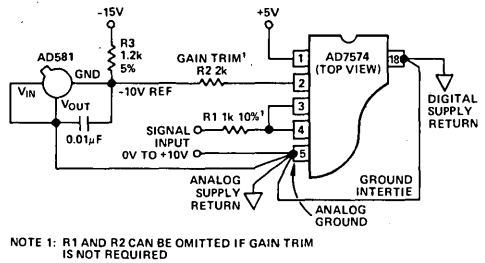 -15V
+5V
R3
1.2k
5%
AD581
GND
VIN
VOUT
-10V REF
0.01μF
GAIN TRIM¹
R2 2k
AD7574
(TOP VIEW)
1
2
3
4
5
18
R1 1k 10%¹
SIGNAL
INPUT
0V TO +10V
DIGITAL
SUPPLY
RETURN
GROUND
INTERTIE
ANALOG
SUPPLY
RETURN
ANALOG
GROUND
NOTE 1: R1 AND R2 CAN BE OMITTED IF GAIN TRIM
IS NOT REQUIRED